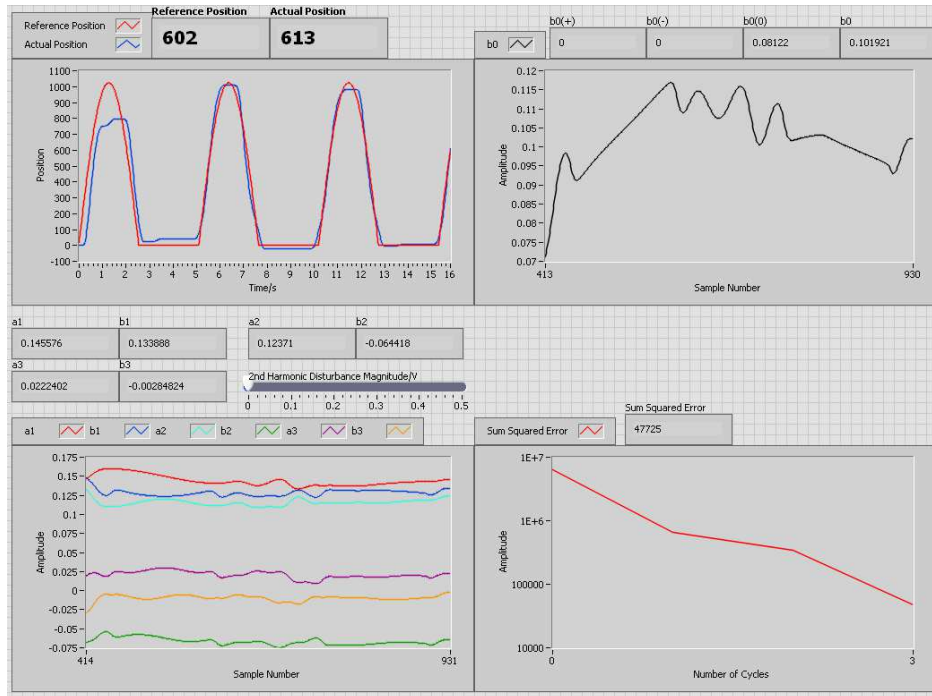 Reference Position
Actual Position
Reference Position
602
Actual Position
613
1100
1000
900
800
700
600
500
400
300
200
100
0
-100
Position
0 1 2 3 4 5 6 7 8 9 10 11 12 13 14 15 16
Time/s
b0
b0(+)
0
b0(-)
0
b0(0)
0.08122
b0
0.101921
0.12
0.115
0.11
0.105
0.1
0.095
0.09
0.085
0.08
0.075
0.07
Amplitude
413 930
Sample Number
a1
0.145576
b1
0.133888
a2
0.12371
b2
-0.064418
a3
0.0222402
b3
-0.00284824
2nd Harmonic Disturbance Magnitude/V
0 0.1 0.2 0.3 0.4 0.5
a1 b1 a2 b2 a3 b3
0.175
0.15
0.125
0.1
0.075
0.05
0.025
0
-0.025
-0.05
-0.075
Amplitude
414 931
Sample Number
Sum Squared Error
Sum Squared Error
47725
1E+7
1E+6
100000
10000
Amplitude
0 3
Number of Cycles